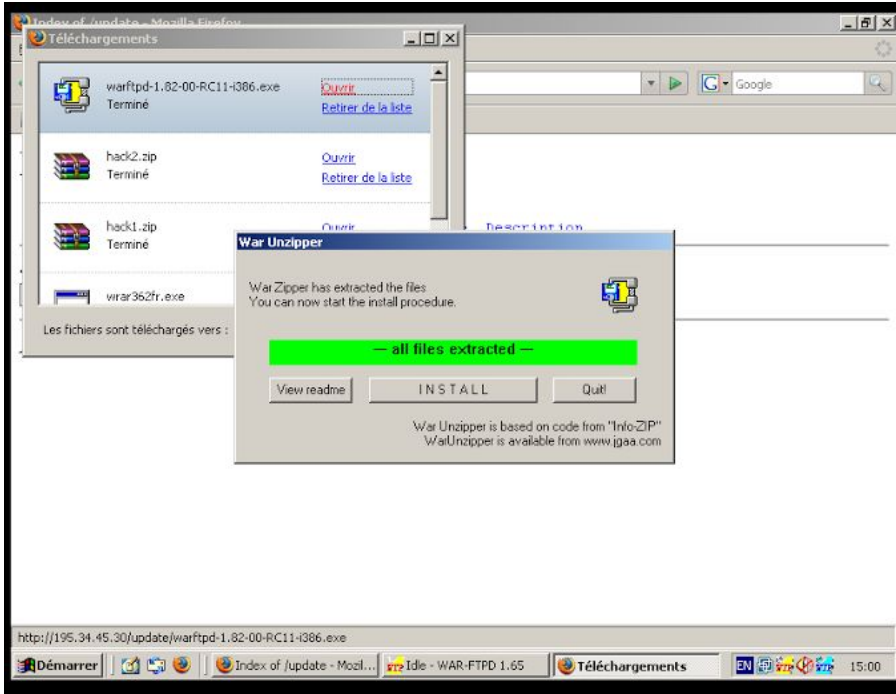 Index of /update - Mozilla Firefox
Téléchargements
warftpd-1.82-00-RC11-i386.exe
Terminé
Ouvrir
Retirer de la liste
hack2.zip
Terminé
Ouvrir
Retirer de la liste
hack1.zip
Terminé
Ouvrir
wrar362fr.exe
Les fichiers sont téléchargés vers :
G
Google
Description
War Unzipper
War Zipper has extracted the files
You can now start the install procedure.
— all files extracted —
View readme
INSTALL
Quit!
War Unzipper is based on code from "Info-ZIP"
WarUnzipper is available from www.jgaa.com
http://195.34.45.30/update/warftpd-1.82-00-RC11-i386.exe
Démarrer
Index of /update - Mozil...
Idle - WAR-FTPD 1.65
Téléchargements
EN
15:00